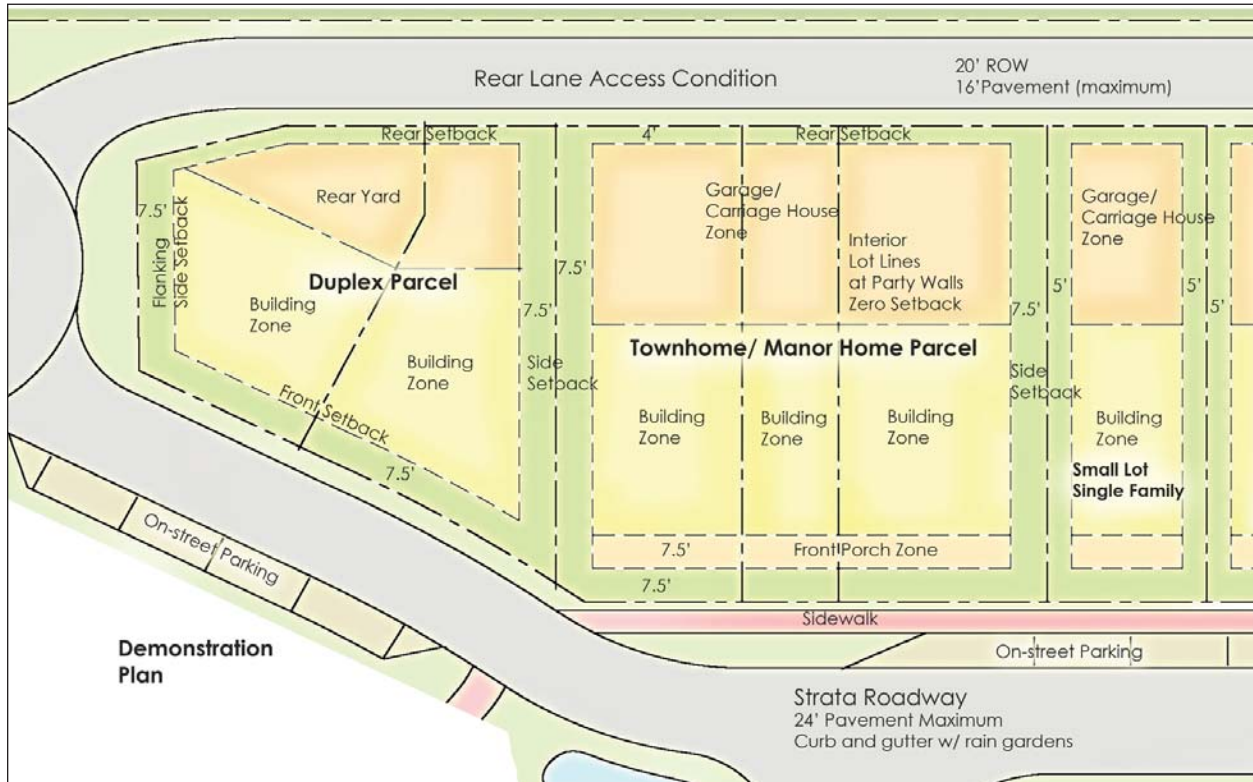 Rear Lane Access Condition
20' ROW
16'Pavement (maximum)
Rear Setback
4'
Rear Setback
Rear Yard
7.5'
Flanking
Side Setback
Garage/
Carriage House
Zone
Garage/
Carriage House
Zone
Interior
Lot Lines
at Party Walls
Zero Setback
7.5'
Duplex Parcel
7.5'
7.5'
5'
5'
5'
Building
Zone
Building
Zone
Townhome/ Manor Home Parcel
Side
Setback
Side
Setback
Front Setback
7.5'
Building
Zone
Building
Zone
Building
Zone
Building
Zone
Small Lot
Single Family
7.5'
Front Porch Zone
7.5'
On-street Parking
Sidewalk
On-street Parking
Demonstration
Plan
Strata Roadway
24' Pavement Maximum
Curb and gutter w/ rain gardens